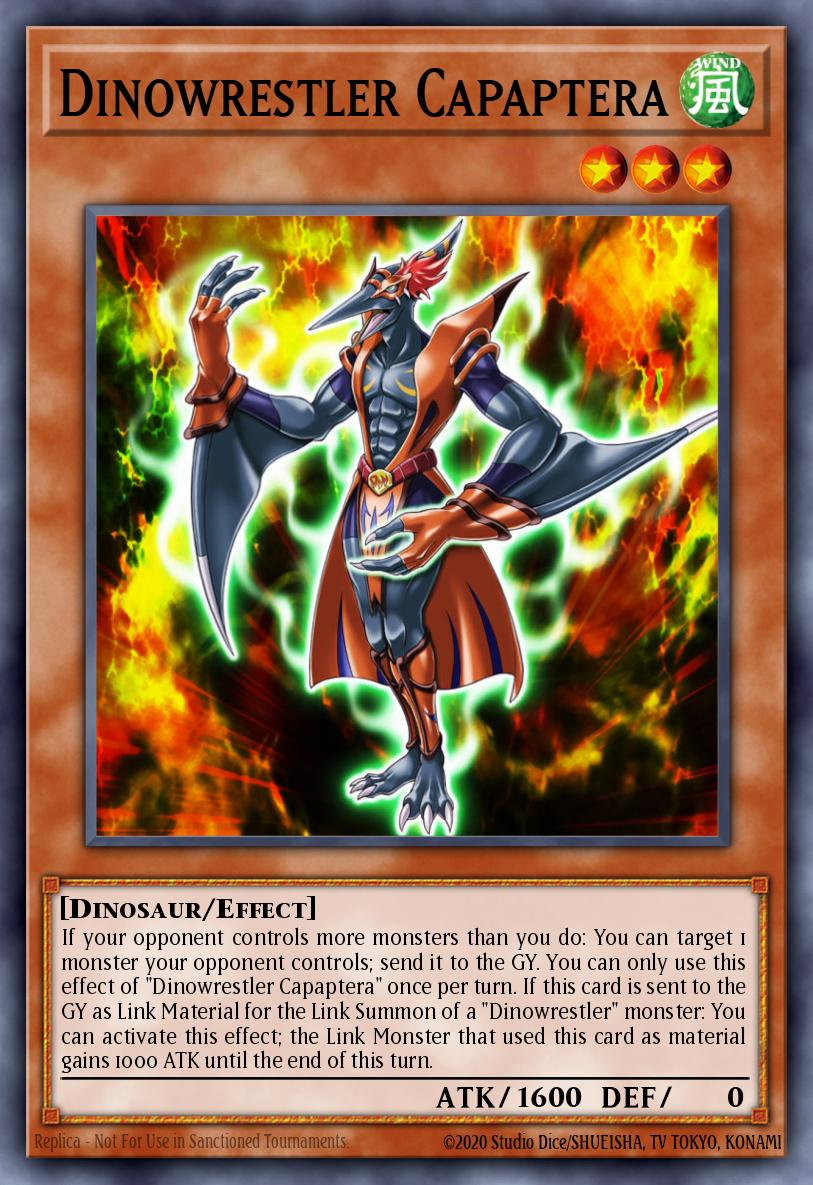 Dinowrestler Capaptera
WIND
風
[Dinosaur/Effect]
If your opponent controls more monsters than you do: You can target 1
monster your opponent controls; send it to the GY. You can only use this
effect of "Dinowrestler Capaptera" once per turn. If this card is sent to the
GY as Link Material for the Link Summon of a "Dinowrestler" monster: You
can activate this effect; the Link Monster that used this card as material
gains 1000 ATK until the end of this turn.
ATK/1600 DEF/ 0
Replica - Not For Use in Sanctioned Tournaments.
©2020 Studio Dice/SHUEISHA, TV TOKYO, KONAMI